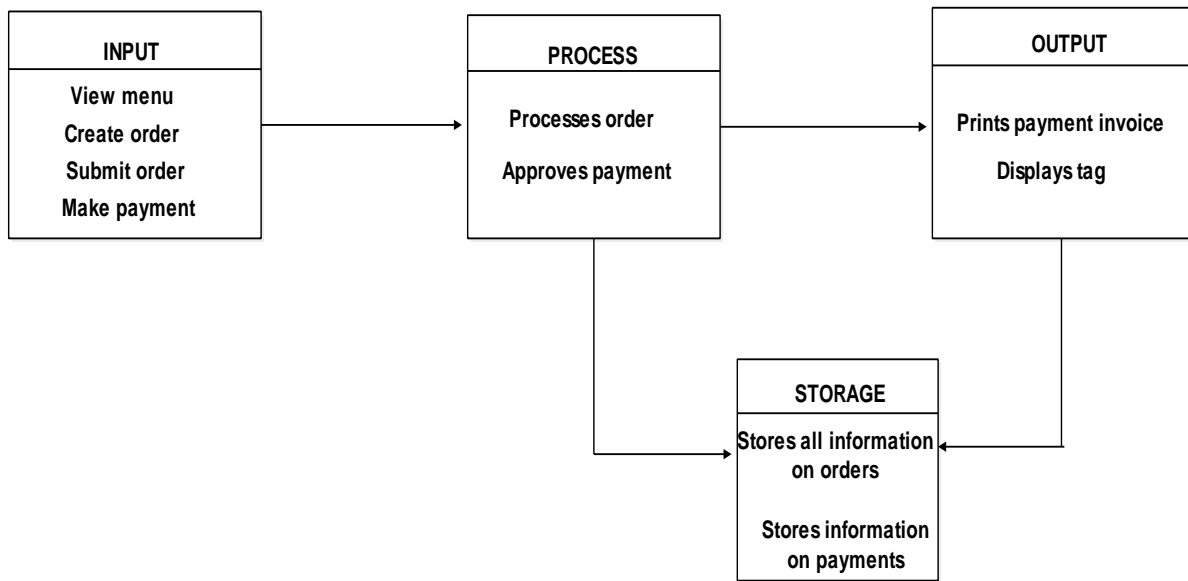 INPUT
View menu
Create order
Submit order
Make payment
PROCESS
Processes order
Approves payment
OUTPUT
Prints payment invoice
Displays tag
STORAGE
Stores all information
on orders
Stores information
on payments